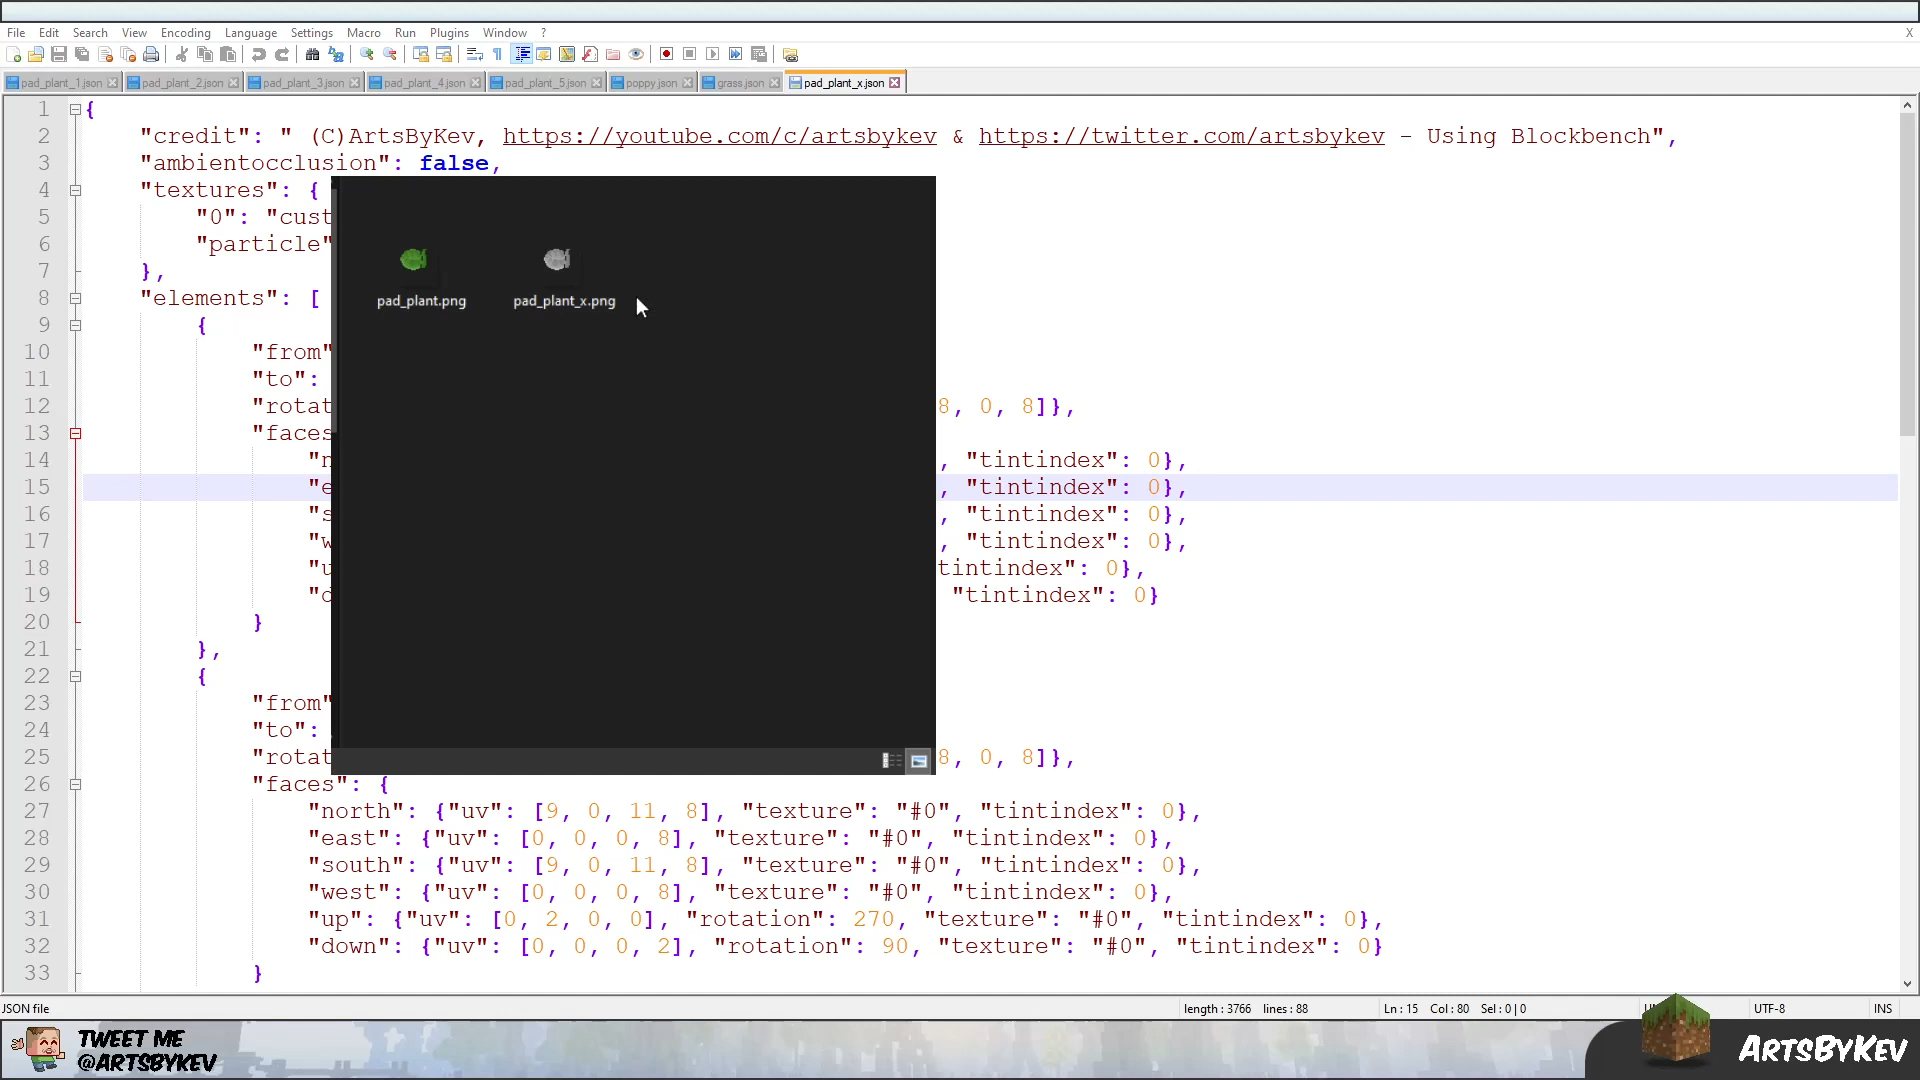 File Edit Search View Encoding Language Settings Macro Run Plugins Window ? X
pad_plant_1.json pad_plant_2.json pad_plant_3.json pad_plant_4.json pad_plant_5.json poppy.json grass.json pad_plant_x.json
1 {
2 "credit": " (C)ArtsByKev, https://youtube.com/c/artsbykev & https://twitter.com/artsbykev - Using Blockbench",
3 "ambientocclusion": false,
4 "textures": {
5 "0": "cust
6 "particle"
7 },
8 "elements": [
pad_plant.png pad_plant_x.png
9 {
10 "from"
11 "to":
12 "rotat 8, 0, 8]},
13 "faces
14 "n , "tintindex": 0},
15 "e , "tintindex": 0},
16 "s , "tintindex": 0},
17 "w , "tintindex": 0},
18 "u tintindex": 0},
19 "d "tintindex": 0}
20 }
21 },
22 {
23 "from"
24 "to":
25 "rotat 8, 0, 8]},
26 "faces": {
27 "north": {"uv": [9, 0, 11, 8], "texture": "#0", "tintindex": 0},
28 "east": {"uv": [0, 0, 0, 8], "texture": "#0", "tintindex": 0},
29 "south": {"uv": [9, 0, 11, 8], "texture": "#0", "tintindex": 0},
30 "west": {"uv": [0, 0, 0, 8], "texture": "#0", "tintindex": 0},
31 "up": {"uv": [0, 2, 0, 0], "rotation": 270, "texture": "#0", "tintindex": 0},
32 "down": {"uv": [0, 0, 0, 2], "rotation": 90, "texture": "#0", "tintindex": 0}
33 }
JSON file length : 3766 lines : 88 Ln : 15 Col : 80 Sel : 0 | 0 UTF-8 INS
TWEET ME
@ARTSBYKEV
ARTSBYKEV